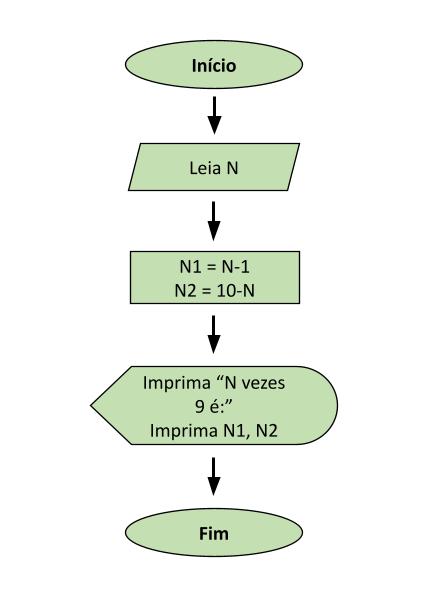 Início
Leia N
N1 = N-1
N2 = 10-N
Imprima “N vezes
9 é:”
Imprima N1, N2
Fim